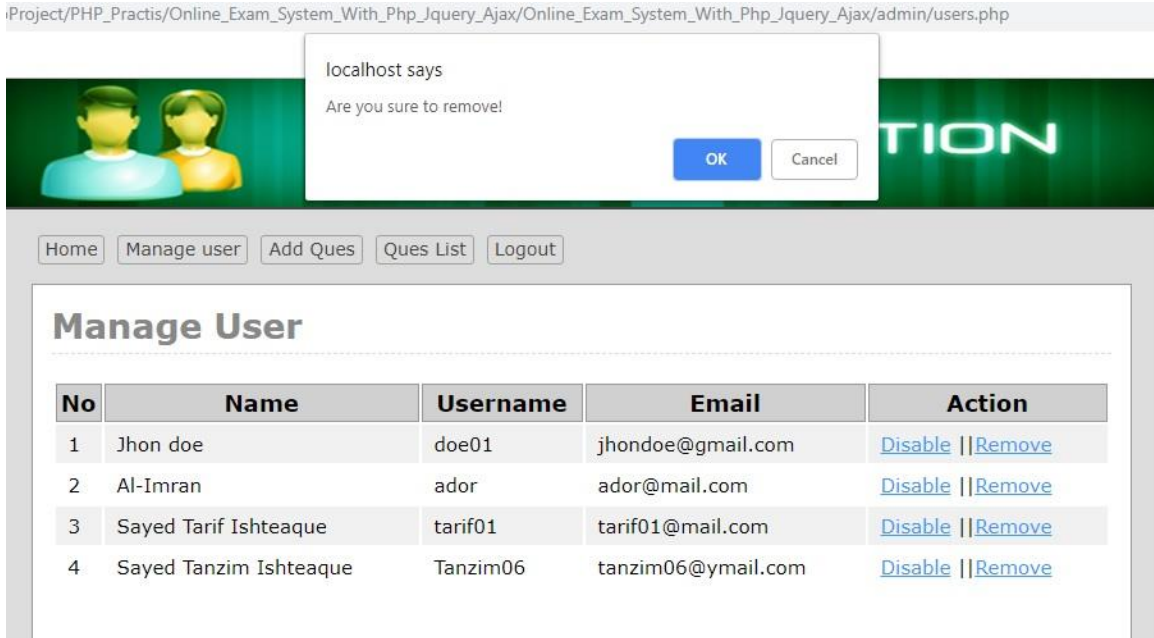 Project/PHP_Practis/Online_Exam_System_With_Php_Jquery_Ajax/Online_Exam_System_With_Php_Jquery_Ajax/admin/users.php
localhost says
Are you sure to remove!
OK Cancel
TION
Home Manage user Add Ques Ques List Logout
Manage User
No Name Username Email Action
1 Jhon doe doe01 jhondoe@gmail.com Disable ||Remove
2 Al-Imran ador ador@mail.com Disable ||Remove
3 Sayed Tarif Ishteaque tarif01 tarif01@mail.com Disable ||Remove
4 Sayed Tanzim Ishteaque Tanzim06 tanzim06@ymail.com Disable ||Remove